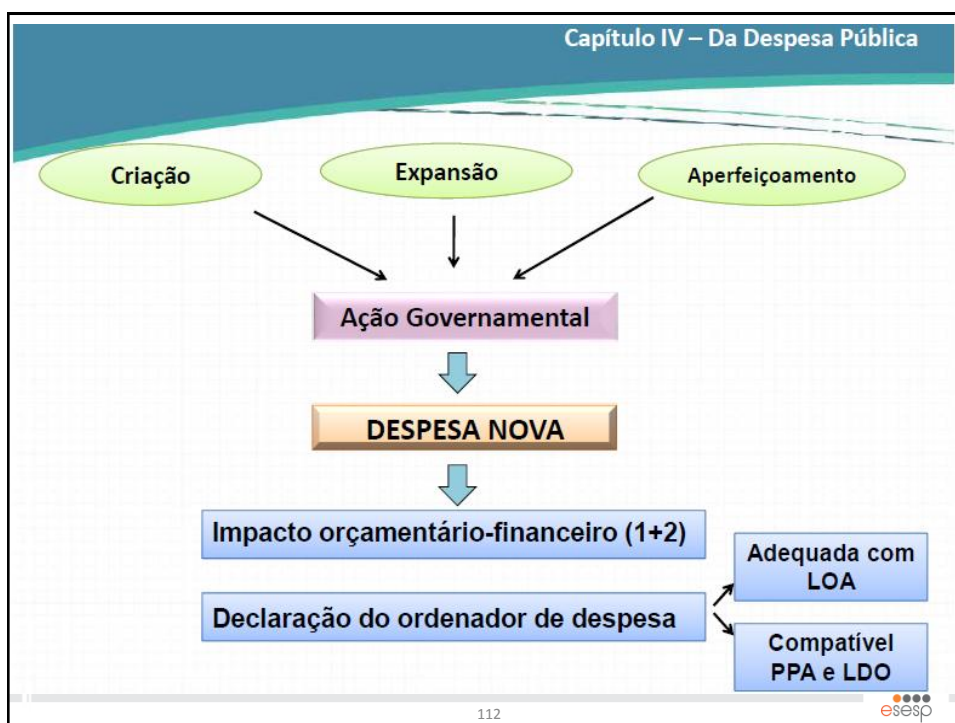 Capítulo IV – Da Despesa Pública
Criação
Expansão
Aperfeiçoamento
Ação Governamental
DESPESA NOVA
Impacto orçamentário-financeiro (1+2)
Declaração do ordenador de despesa
Adequada com
LOA
Compatível
PPA e LDO
112
esesp